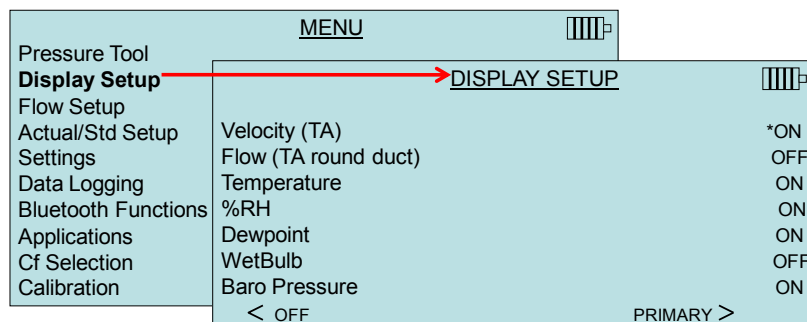 MENU
Pressure Tool
Display Setup
Flow Setup
Actual/Std Setup
Settings
Data Logging
Bluetooth Functions
Applications
Cf Selection
Calibration
DISPLAY SETUP
Velocity (TA) *ON
Flow (TA round duct) OFF
Temperature ON
%RH ON
Dewpoint ON
WetBulb OFF
Baro Pressure ON
< OFF PRIMARY >